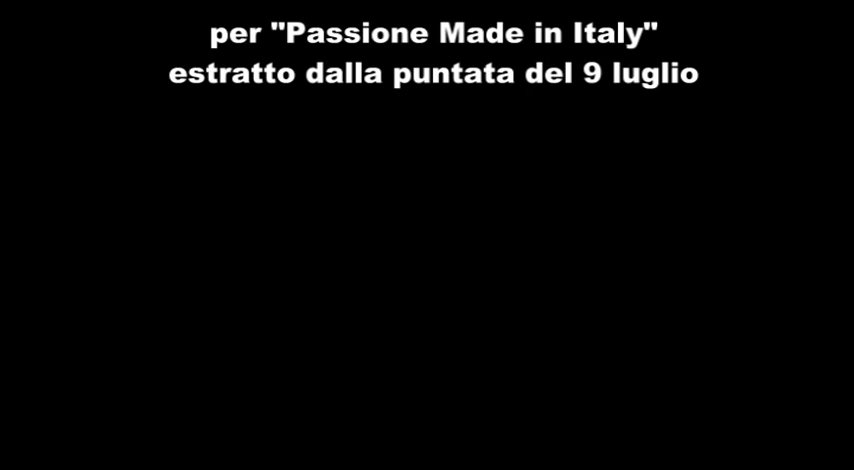 per "Passione Made in Italy"
estratto dalla puntata del 9 luglio